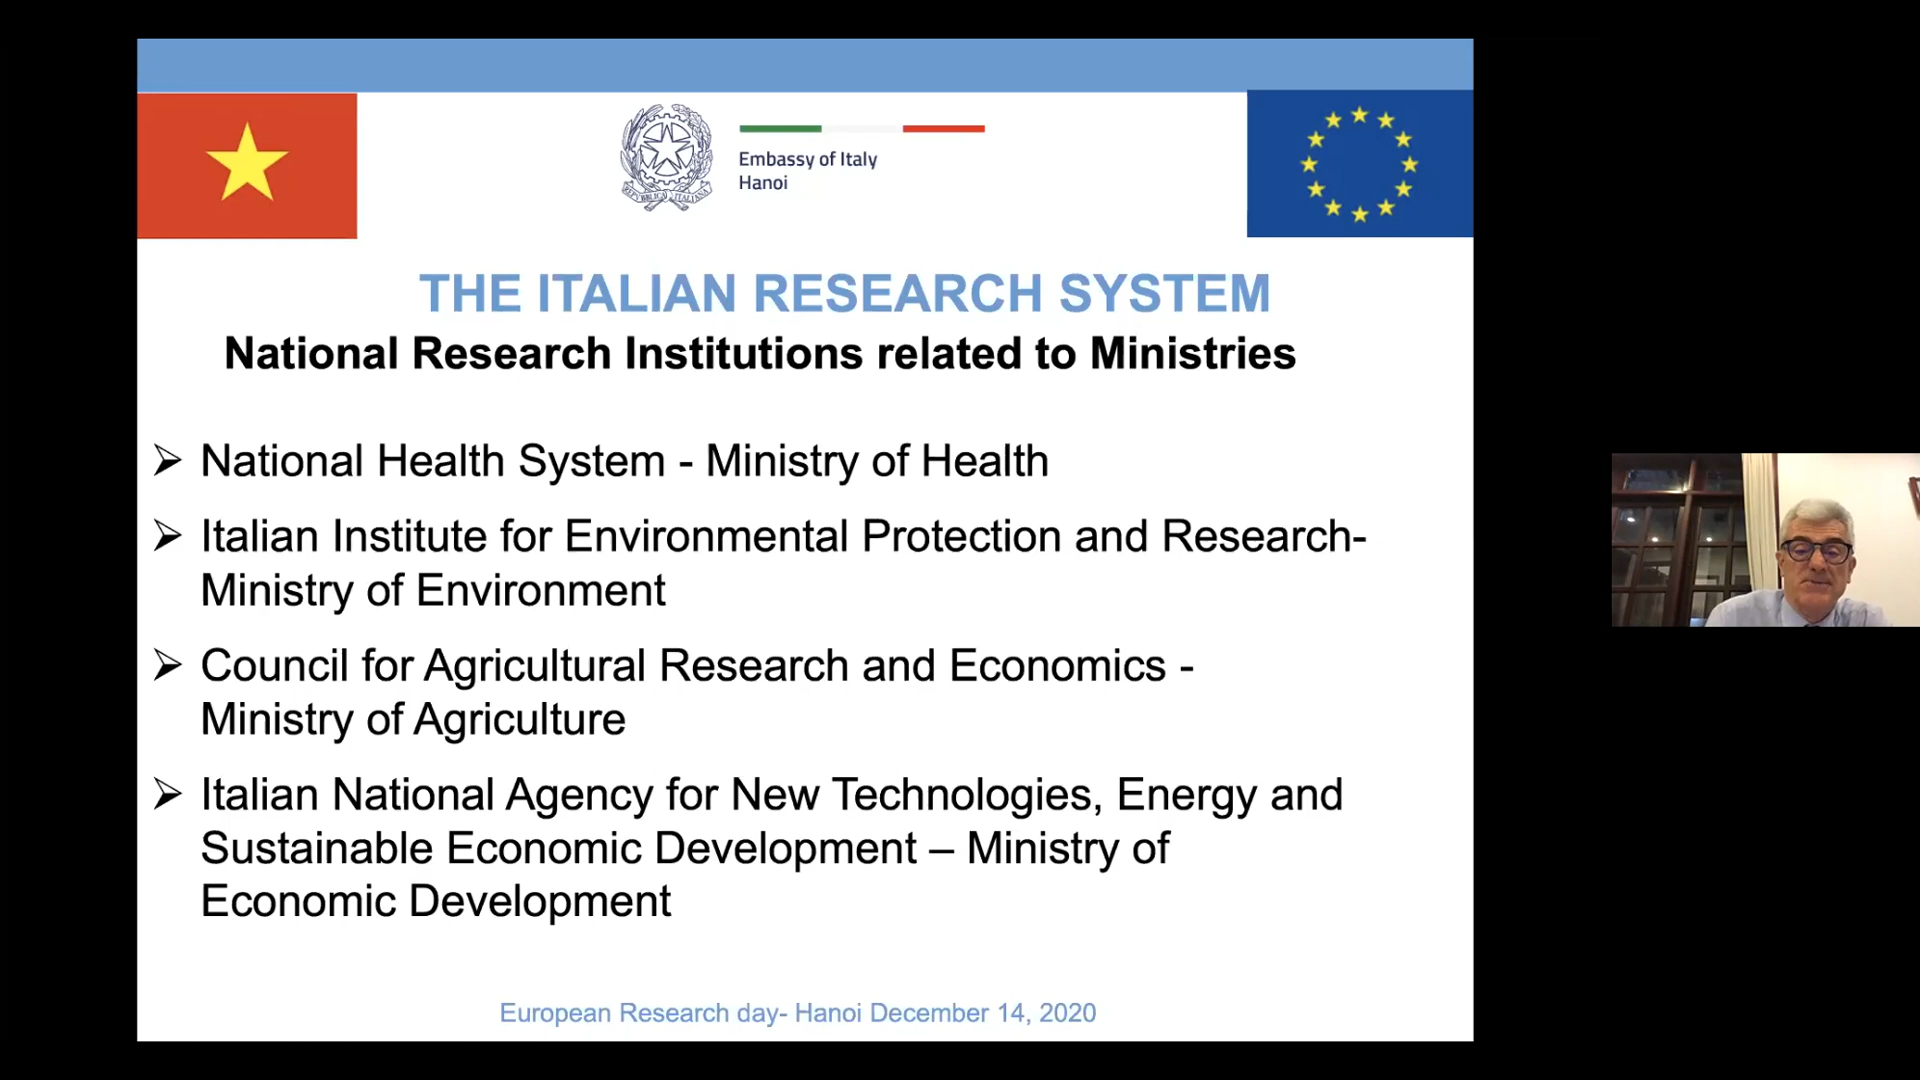 REPVBBLICA ITALIANA
Embassy of Italy
Hanoi
THE ITALIAN RESEARCH SYSTEM
National Research Institutions related to Ministries
National Health System - Ministry of Health
Italian Institute for Environmental Protection and Research-
Ministry of Environment
Council for Agricultural Research and Economics -
Ministry of Agriculture
Italian National Agency for New Technologies, Energy and
Sustainable Economic Development – Ministry of
Economic Development
European Research day- Hanoi December 14, 2020